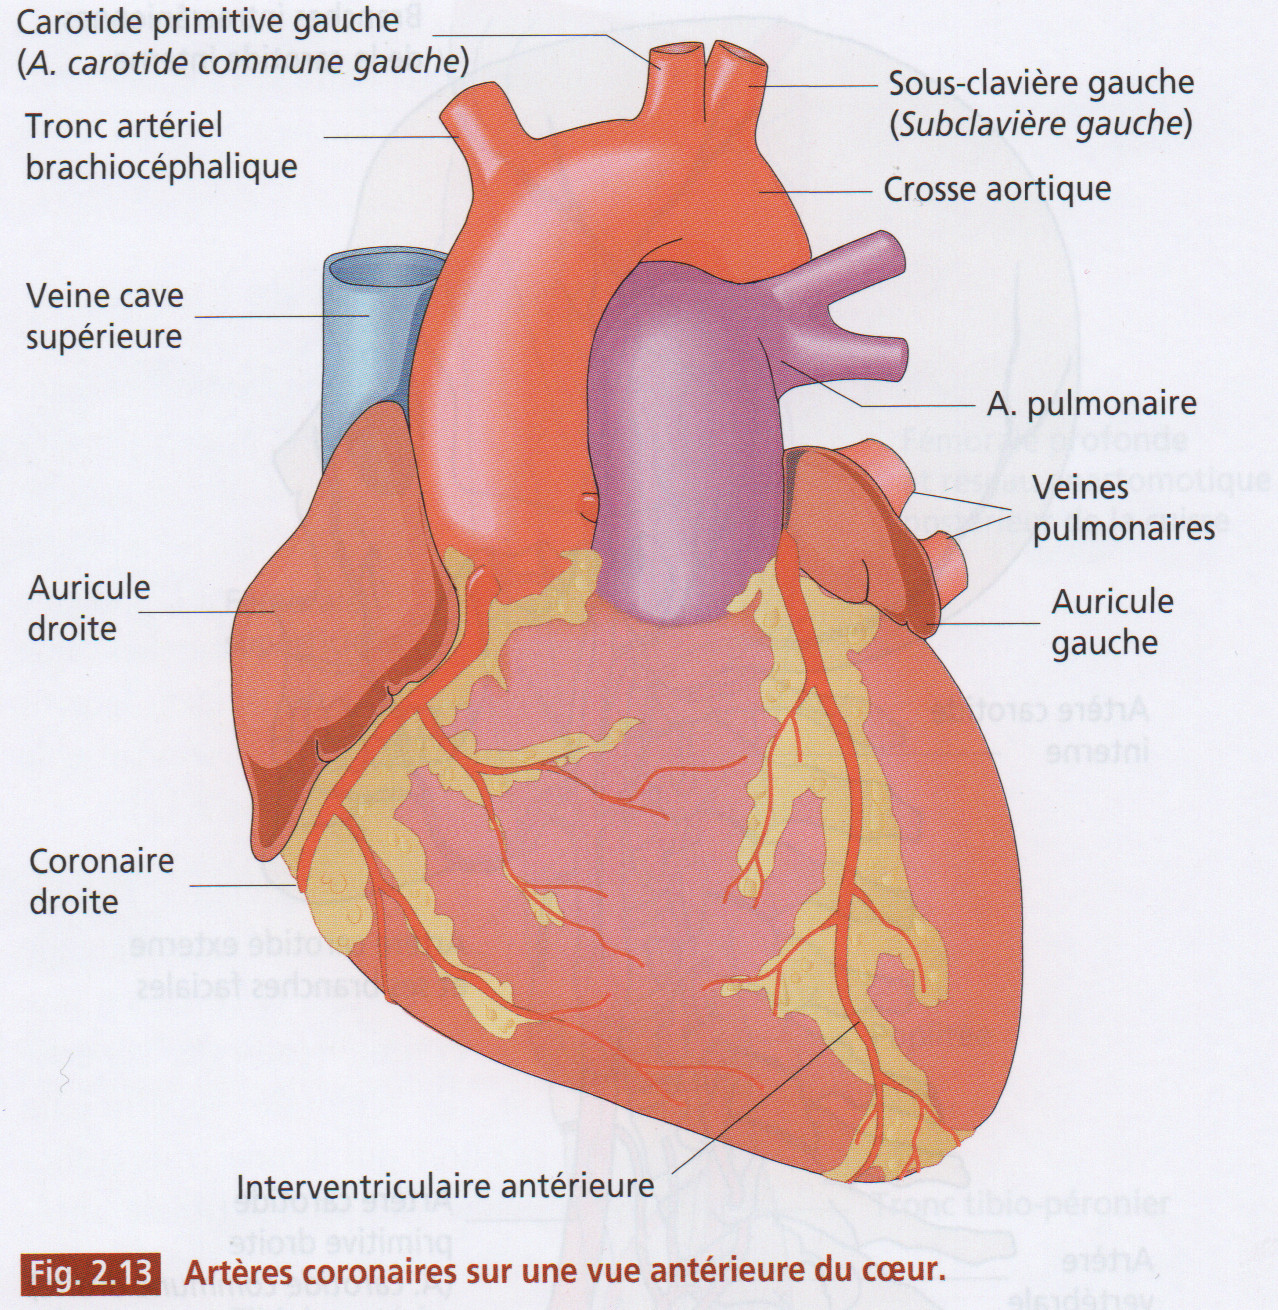 Carotide primitive gauche
(A. carotide commune gauche)
Sous-clavière gauche
(Subclavière gauche)
Tronc artériel
brachiocéphalique
Crosse aortique
Veine cave
supérieure
A. pulmonaire
Veines
pulmonaires
Auricule
droite
Auricule
gauche
Coronaire
droite
Interventriculaire antérieure
Fig. 2.13 Artères coronaires sur une vue antérieure du cœur.